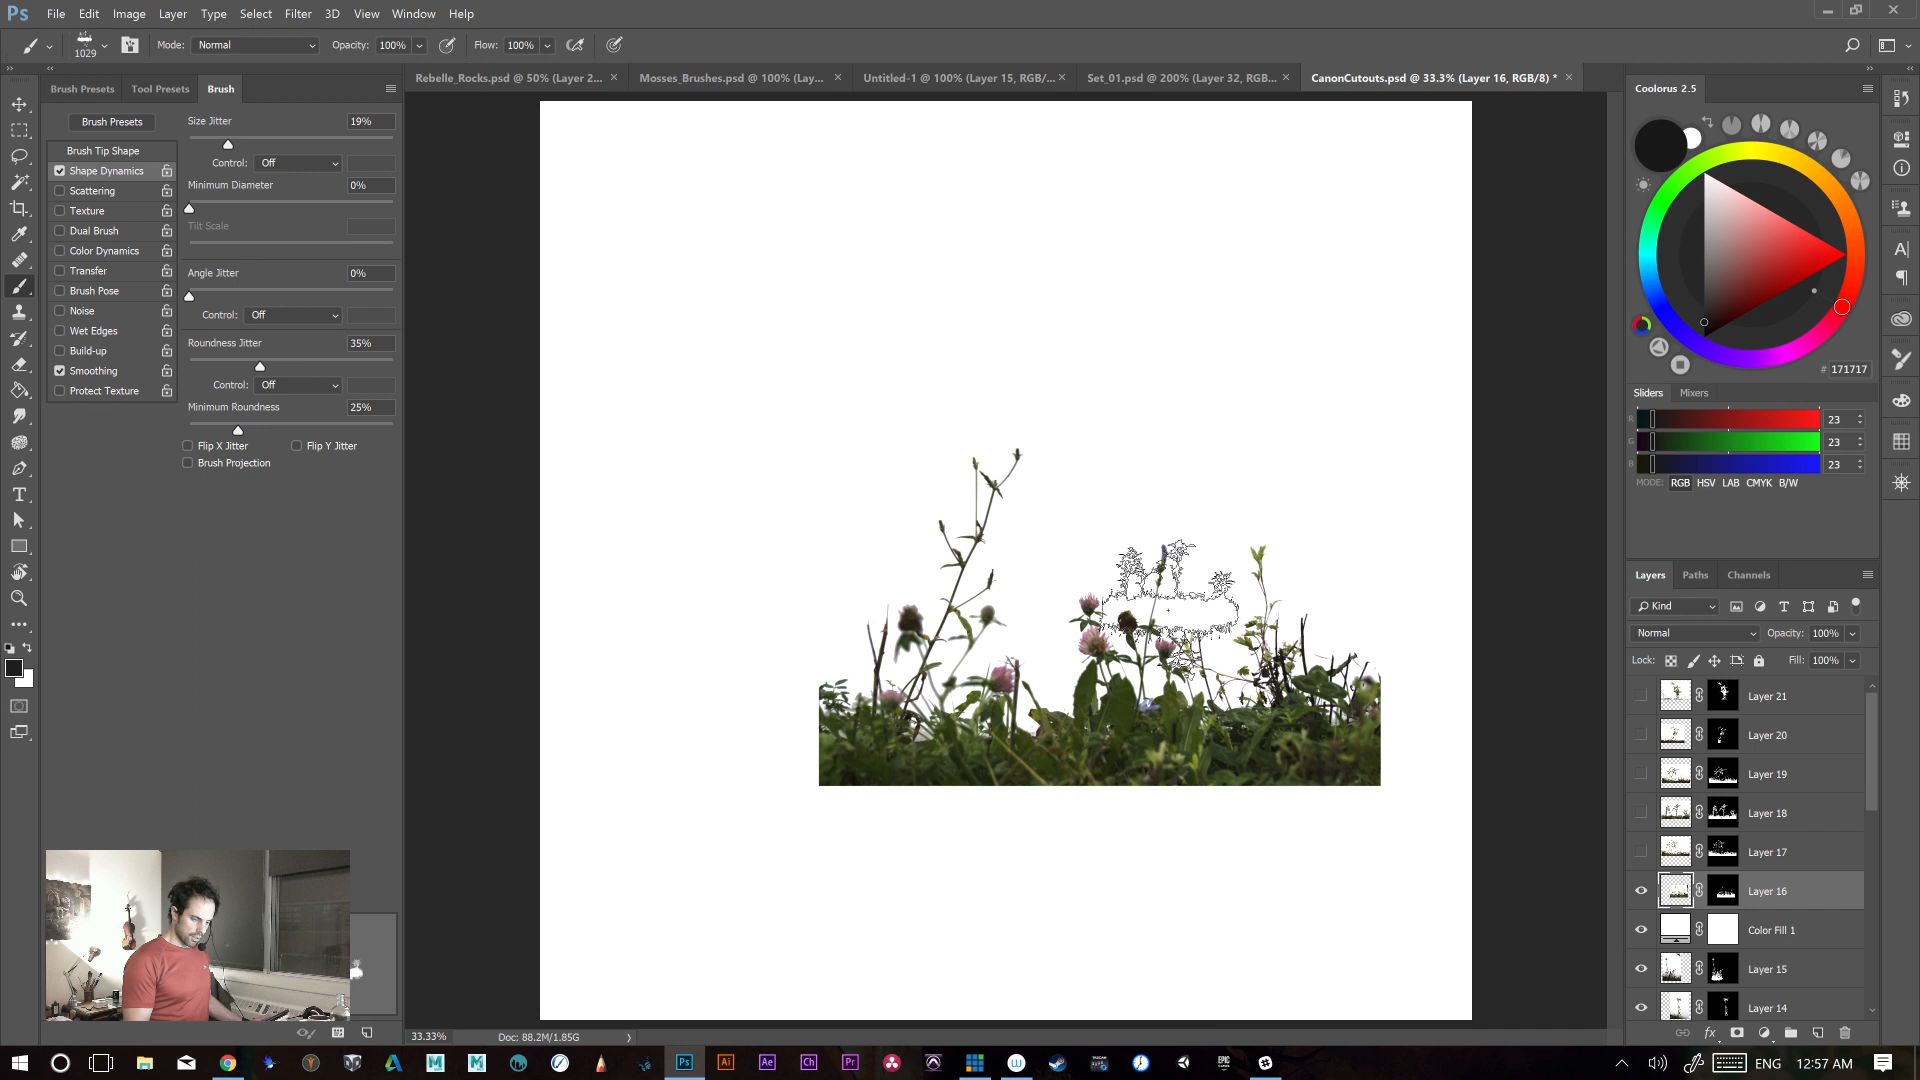 Ps File Edit Image Layer Type Select Filter 3D View Window Help
1029 Mode: Normal Opacity: 100% Flow: 100%
Rebelle_Rocks.psd @ 50% (Layer 2... Mosses_Brushes.psd @ 100% (Lay... Untitled-1 @ 100% (Layer 15, RGB/... Set_01.psd @ 200% (Layer 32, RGB... CanonCutouts.psd @ 33.3% (Layer 16, RGB/8) *
Brush Presets Tool Presets Brush
Brush Presets
Brush Tip Shape
Shape Dynamics
Scattering
Texture
Dual Brush
Color Dynamics
Transfer
Brush Pose
Noise
Wet Edges
Build-up
Smoothing
Protect Texture
Size Jitter 19%
Control: Off
Minimum Diameter 0%
Tilt Scale
Angle Jitter 0%
Control: Off
Roundness Jitter 35%
Control: Off
Minimum Roundness 25%
Flip X Jitter Flip Y Jitter
Brush Projection
Coolorus 2.5
# 171717
Sliders Mixers
R 23
G 23
B 23
MODE: RGB HSV LAB CMYK B/W
Layers Paths Channels
Kind
Normal Opacity: 100%
Lock: Fill: 100%
Layer 21
Layer 20
Layer 19
Layer 18
Layer 17
Layer 16
Color Fill 1
Layer 15
Layer 14
33.33% Doc: 88.2M/1.85G
Ps Ai Ae Ch Pr
ENG 12:57 AM